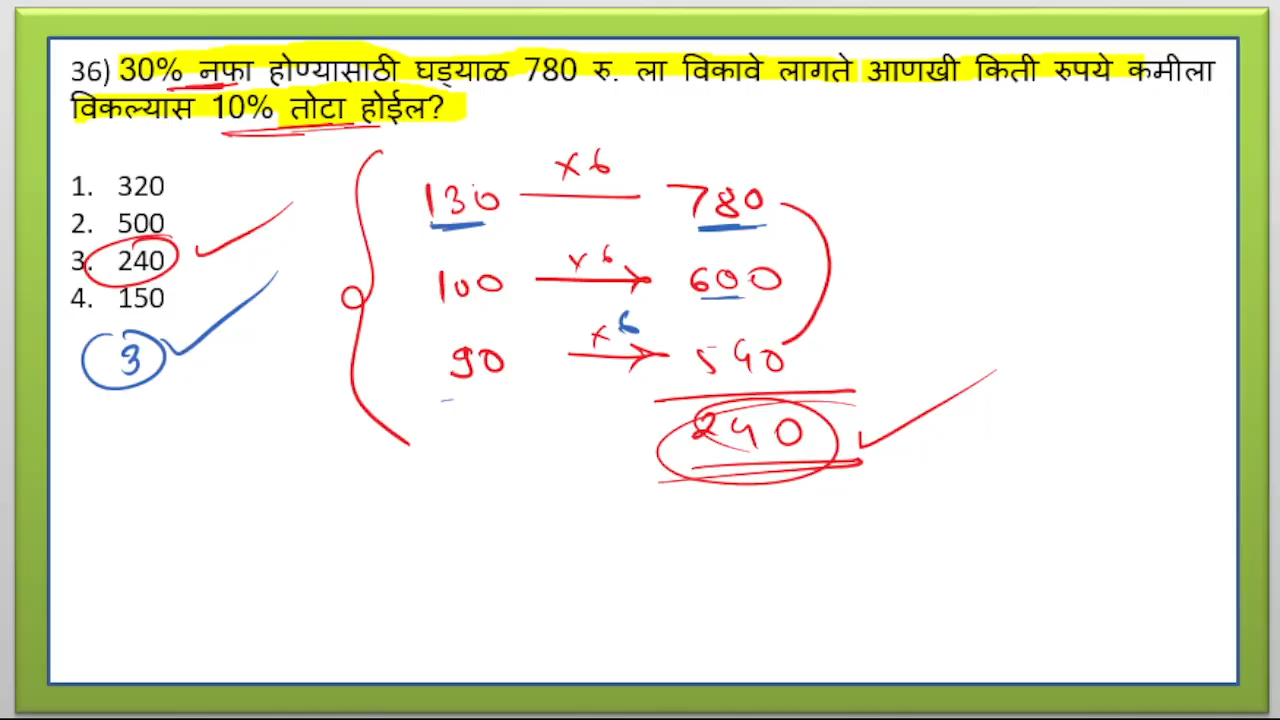 36) 30% नफा होण्यासाठी घड्याळ 780 रु. ला विकावे लागते आणखी किती रुपये कमीला
विकल्यास 10% तोटा होईल?
1. 320
2. 500
3. 240
4. 150
3
130 x 6 780
100 x 6 600
90 x 6 540
240